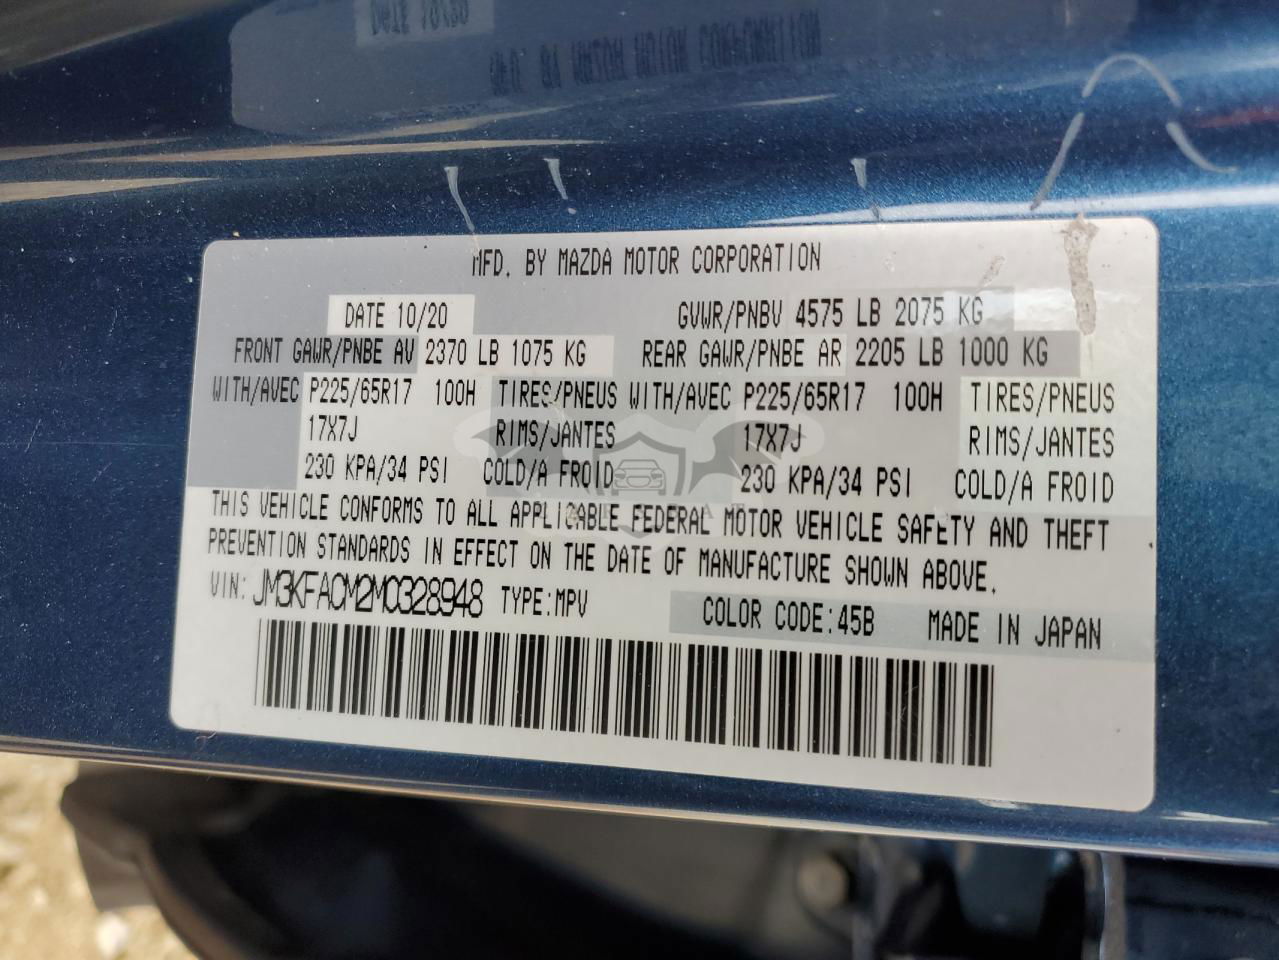 MFD. BY MAZDA MOTOR CORPORATION
DATE 10/20 GVWR/PNBV 4575 LB 2075 KG
FRONT GAWR/PNBE AV 2370 LB 1075 KG REAR GAWR/PNBE AR 2205 LB 1000 KG
WITH/AVEC P225/65R17 100H TIRES/PNEUS WITH/AVEC P225/65R17 100H TIRES/PNEUS
17X7J RIMS/JANTES 17X7J RIMS/JANTES
230 KPA/34 PSI COLD/A FROID 230 KPA/34 PSI COLD/A FROID
THIS VEHICLE CONFORMS TO ALL APPLICABLE FEDERAL MOTOR VEHICLE SAFETY AND THEFT
PREVENTION STANDARDS IN EFFECT ON THE DATE OF MANUFACTURE SHOWN ABOVE.
VIN: JM3KFACM2M0328948 TYPE:MPV COLOR CODE:45B MADE IN JAPAN